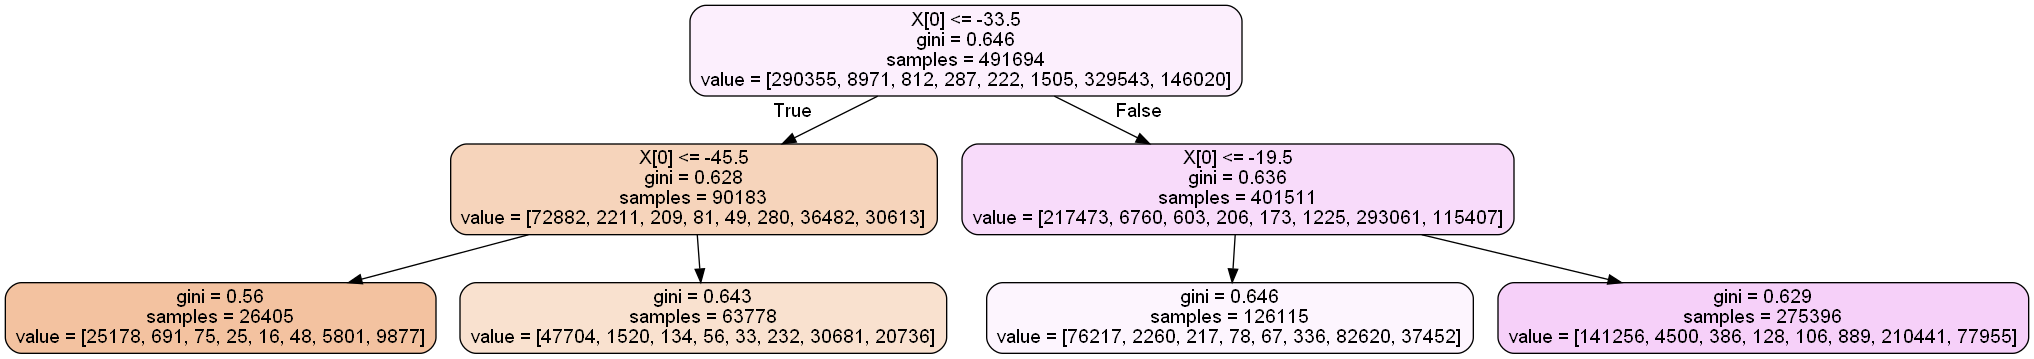 X[0] <= -33.5
gini = 0.646
samples = 491694
value = [290355, 8971, 812, 287, 222, 1505, 329543, 146020]
True
False
X[0] <= -45.5
gini = 0.628
samples = 90183
value = [72882, 2211, 209, 81, 49, 280, 36482, 30613]
X[0] <= -19.5
gini = 0.636
samples = 401511
value = [217473, 6760, 603, 206, 173, 1225, 293061, 115407]
gini = 0.56
samples = 26405
value = [25178, 691, 75, 25, 16, 48, 5801, 9877]
gini = 0.643
samples = 63778
value = [47704, 1520, 134, 56, 33, 232, 30681, 20736]
gini = 0.646
samples = 126115
value = [76217, 2260, 217, 78, 67, 336, 82620, 37452]
gini = 0.629
samples = 275396
value = [141256, 4500, 386, 128, 106, 889, 210441, 77955]